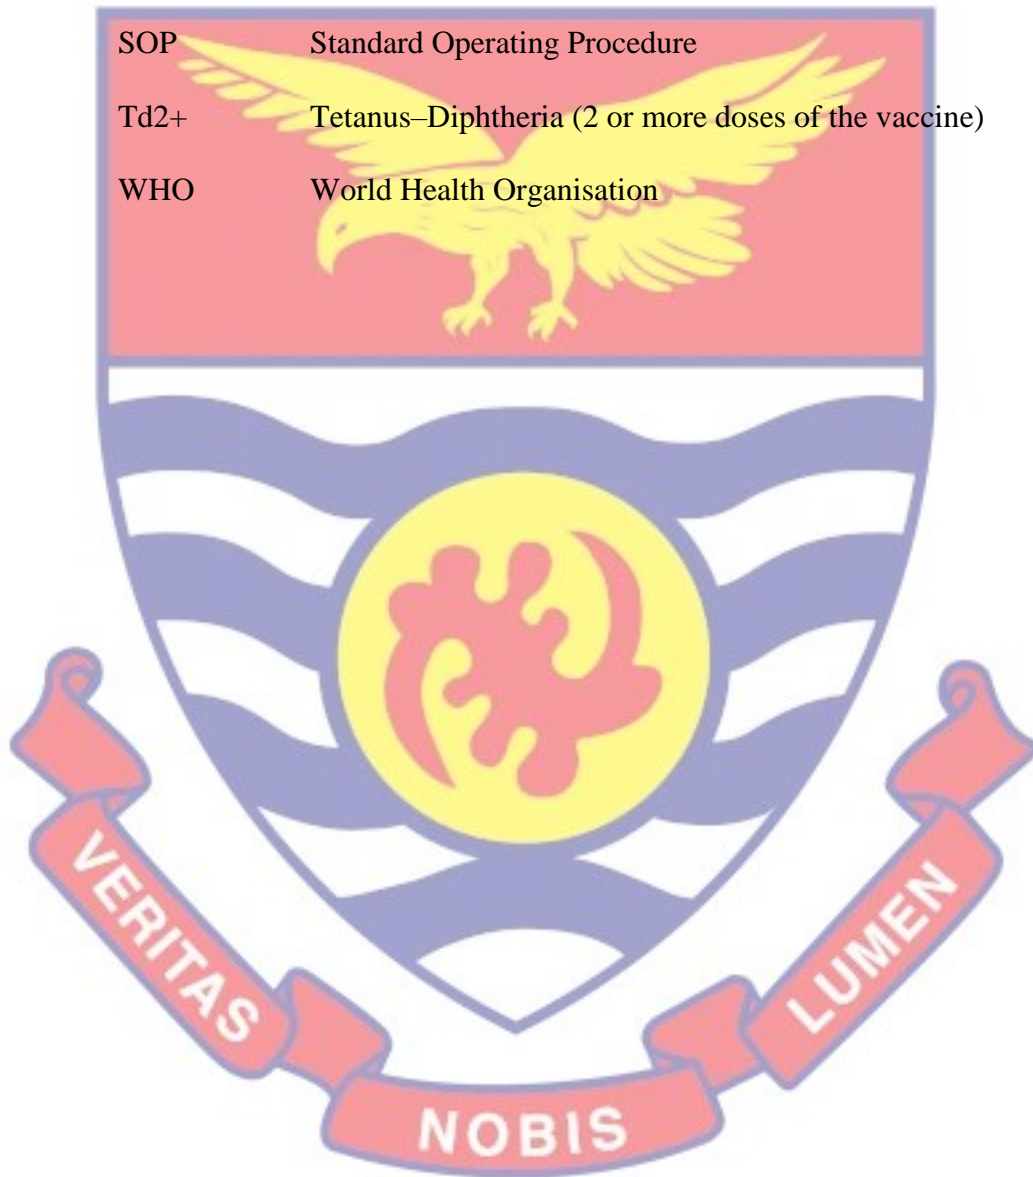 SOP Standard Operating Procedure
Td2+ Tetanus–Diphtheria (2 or more doses of the vaccine)
WHO World Health Organisation
VERITAS
NOBIS
LUMEN